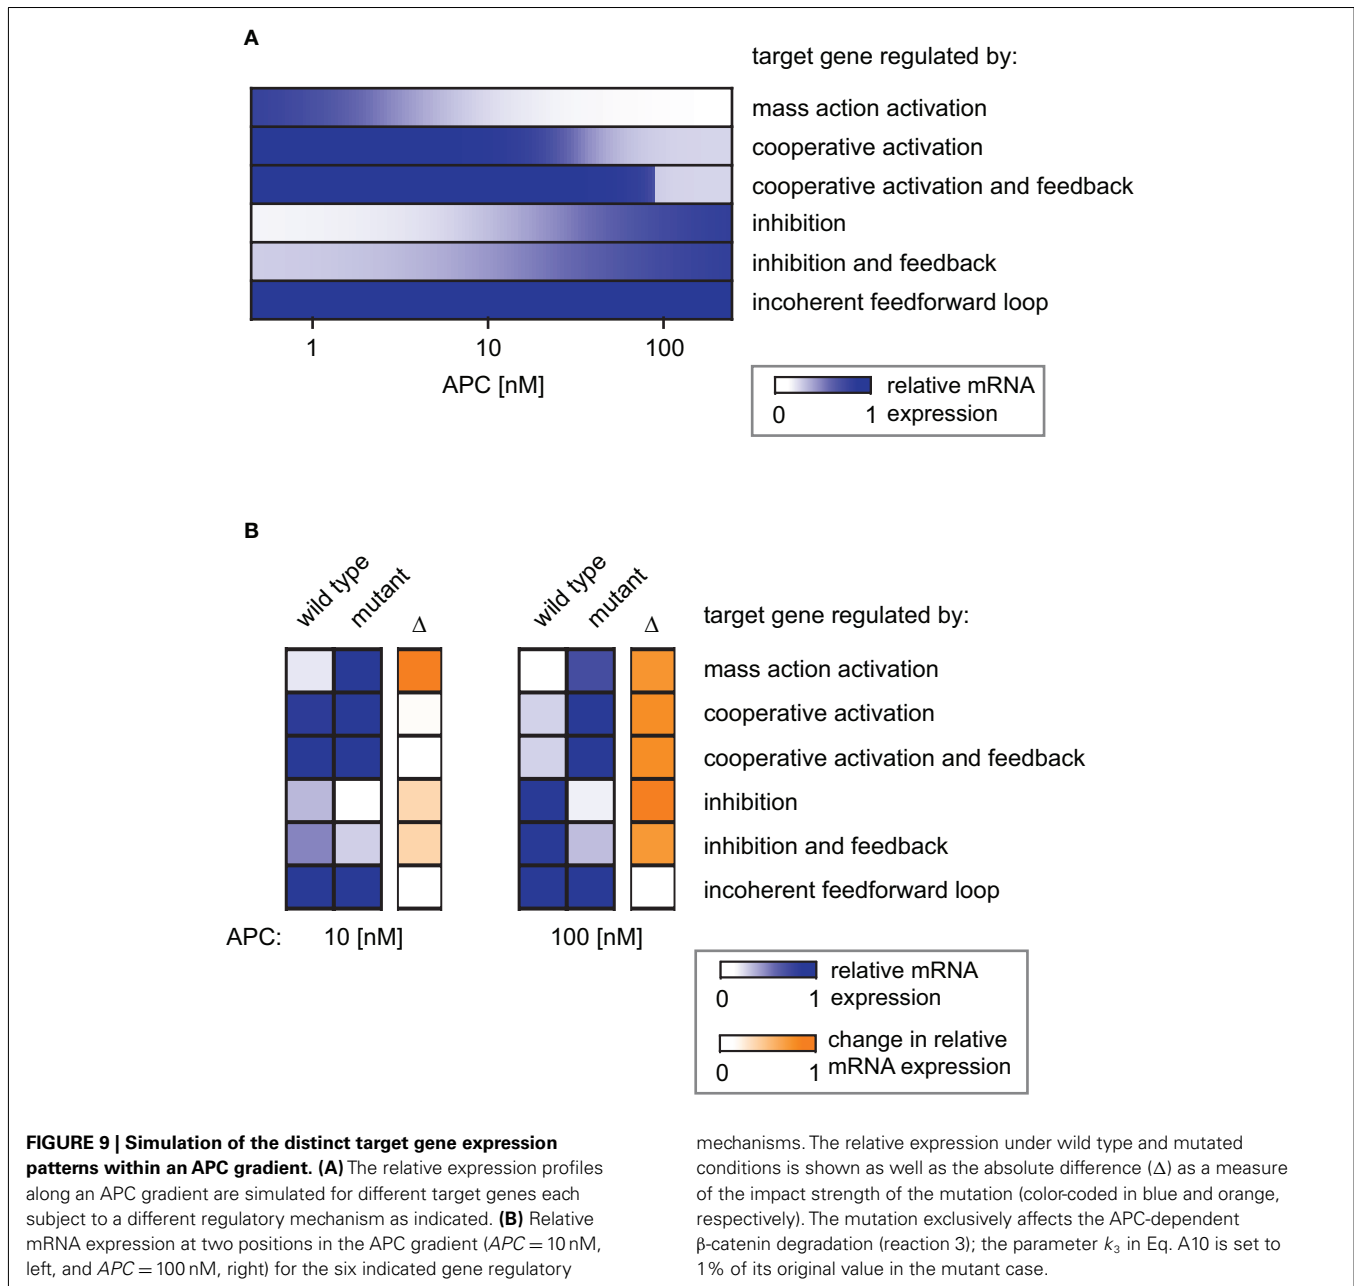 A
target gene regulated by:
mass action activation
cooperative activation
cooperative activation and feedback
inhibition
inhibition and feedback
incoherent feedforward loop
1 10 100
APC [nM]
relative mRNA
0 1 expression
B
wild type mutant Δ wild type mutant Δ
target gene regulated by:
mass action activation
cooperative activation
cooperative activation and feedback
inhibition
inhibition and feedback
incoherent feedforward loop
APC: 10 [nM] 100 [nM]
relative mRNA
0 1 expression
change in relative
0 1 mRNA expression
FIGURE 9 | Simulation of the distinct target gene expression
patterns within an APC gradient. (A) The relative expression profiles
along an APC gradient are simulated for different target genes each
subject to a different regulatory mechanism as indicated. (B) Relative
mRNA expression at two positions in the APC gradient (APC = 10 nM,
left, and APC = 100 nM, right) for the six indicated gene regulatory
mechanisms. The relative expression under wild type and mutated
conditions is shown as well as the absolute difference (Δ) as a measure
of the impact strength of the mutation (color-coded in blue and orange,
respectively). The mutation exclusively affects the APC-dependent
β-catenin degradation (reaction 3); the parameter k3 in Eq. A10 is set to
1% of its original value in the mutant case.